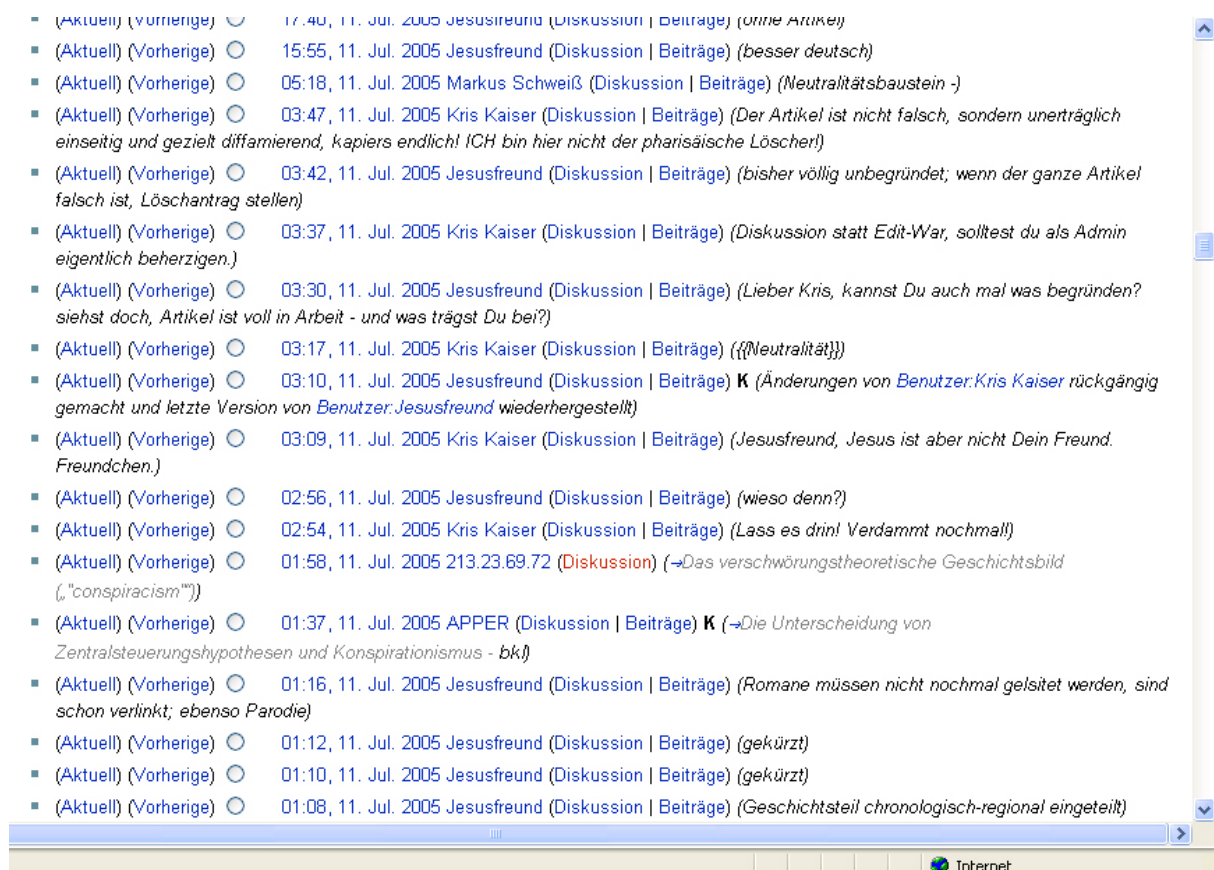 (Aktuell) (Vorherige) 17:40, 11. Jul. 2005 Jesusfreund (Diskussion | Beiträge) (ohne Artikel)
(Aktuell) (Vorherige) 15:55, 11. Jul. 2005 Jesusfreund (Diskussion | Beiträge) (besser deutsch)
(Aktuell) (Vorherige) 05:18, 11. Jul. 2005 Markus Schweiß (Diskussion | Beiträge) (Neutralitätsbaustein -)
(Aktuell) (Vorherige) 03:47, 11. Jul. 2005 Kris Kaiser (Diskussion | Beiträge) (Der Artikel ist nicht falsch, sondern unerträglich
einseitig und gezielt diffamierend, kapiers endlich! ICH bin hier nicht der pharisäische Löscher!)
(Aktuell) (Vorherige) 03:42, 11. Jul. 2005 Jesusfreund (Diskussion | Beiträge) (bisher völlig unbegründet; wenn der ganze Artikel
falsch ist, Löschantrag stellen)
(Aktuell) (Vorherige) 03:37, 11. Jul. 2005 Kris Kaiser (Diskussion | Beiträge) (Diskussion statt Edit-War, solltest du als Admin
eigentlich beherzigen.)
(Aktuell) (Vorherige) 03:30, 11. Jul. 2005 Jesusfreund (Diskussion | Beiträge) (Lieber Kris, kannst Du auch mal was begründen?
siehst doch, Artikel ist voll in Arbeit - und was trägst Du bei?)
(Aktuell) (Vorherige) 03:17, 11. Jul. 2005 Kris Kaiser (Diskussion | Beiträge) ({{Neutralität}})
(Aktuell) (Vorherige) 03:10, 11. Jul. 2005 Jesusfreund (Diskussion | Beiträge) K (Änderungen von Benutzer:Kris Kaiser rückgängig
gemacht und letzte Version von Benutzer:Jesusfreund wiederhergestellt)
(Aktuell) (Vorherige) 03:09, 11. Jul. 2005 Kris Kaiser (Diskussion | Beiträge) (Jesusfreund, Jesus ist aber nicht Dein Freund.
Freundchen.)
(Aktuell) (Vorherige) 02:56, 11. Jul. 2005 Jesusfreund (Diskussion | Beiträge) (wieso denn?)
(Aktuell) (Vorherige) 02:54, 11. Jul. 2005 Kris Kaiser (Diskussion | Beiträge) (Lass es drin! Verdammt nochmal!)
(Aktuell) (Vorherige) 01:58, 11. Jul. 2005 213.23.69.72 (Diskussion) (→Das verschwörungstheoretische Geschichtsbild
(„"conspiracism""))
(Aktuell) (Vorherige) 01:37, 11. Jul. 2005 APPER (Diskussion | Beiträge) K (→Die Unterscheidung von
Zentralsteuerungshypothesen und Konspirationismus - bkl)
(Aktuell) (Vorherige) 01:16, 11. Jul. 2005 Jesusfreund (Diskussion | Beiträge) (Romane müssen nicht nochmal gelsitet werden, sind
schon verlinkt; ebenso Parodie)
(Aktuell) (Vorherige) 01:12, 11. Jul. 2005 Jesusfreund (Diskussion | Beiträge) (gekürzt)
(Aktuell) (Vorherige) 01:10, 11. Jul. 2005 Jesusfreund (Diskussion | Beiträge) (gekürzt)
(Aktuell) (Vorherige) 01:08, 11. Jul. 2005 Jesusfreund (Diskussion | Beiträge) (Geschichtsteil chronologisch-regional eingeteilt)
Internet